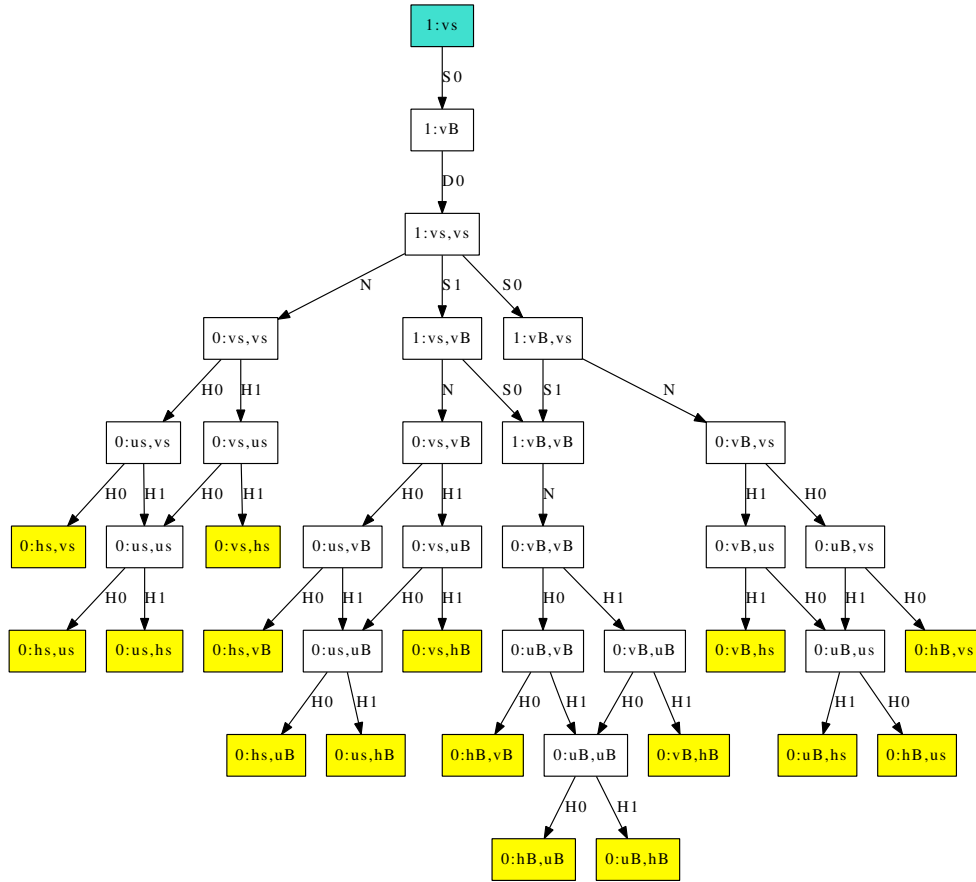 1:vs
S0
1:vB
D0
1:vs,vs
N S1 S0
0:vs,vs 1:vs,vB 1:vB,vs
H0 H1 N S0 S1 N
0:us,vs 0:vs,us 0:vs,vB 1:vB,vB 0:vB,vs
H0 H1 H0 H1 H0 H1 N H1 H0
0:hs,vs 0:us,us 0:vs,hs 0:us,vB 0:vs,uB 0:vB,vB 0:vB,us 0:uB,vs
H0 H1 H0 H1 H0 H1 H0 H1 H1 H0 H1 H0
0:hs,us 0:us,hs 0:hs,vB 0:us,uB 0:vs,hB 0:uB,vB 0:vB,uB 0:vB,hs 0:uB,us 0:hB,vs
H0 H1 H0 H1 H0 H1 H1 H0
0:hs,uB 0:us,hB 0:hB,vB 0:uB,uB 0:vB,hB 0:uB,hs 0:hB,us
H0 H1
0:hB,uB 0:uB,hB